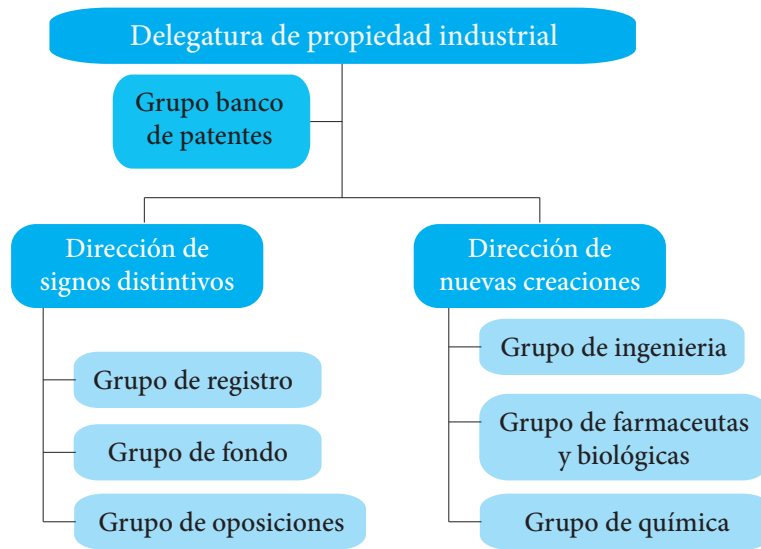 Delegatura de propiedad industrial
Grupo banco
de patentes
Dirección de
signos distintivos
Grupo de registro
Grupo de fondo
Grupo de oposiciones
Dirección de
nuevas creaciones
Grupo de ingenieria
Grupo de farmaceutas
y biológicas
Grupo de química